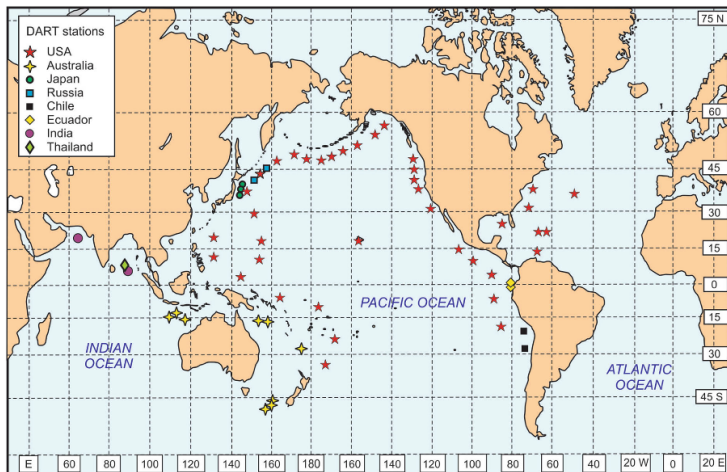 DART stations
USA
Australia
Japan
Russia
Chile
Ecuador
India
Thailand
75 N
60
45
30
15
0
15
30
45 S
PACIFIC OCEAN
INDIAN
OCEAN
ATLANTIC
OCEAN
E 60 80 100 120 140 160 180 160 140 120 100 80 60 40 20 W 0 20 E